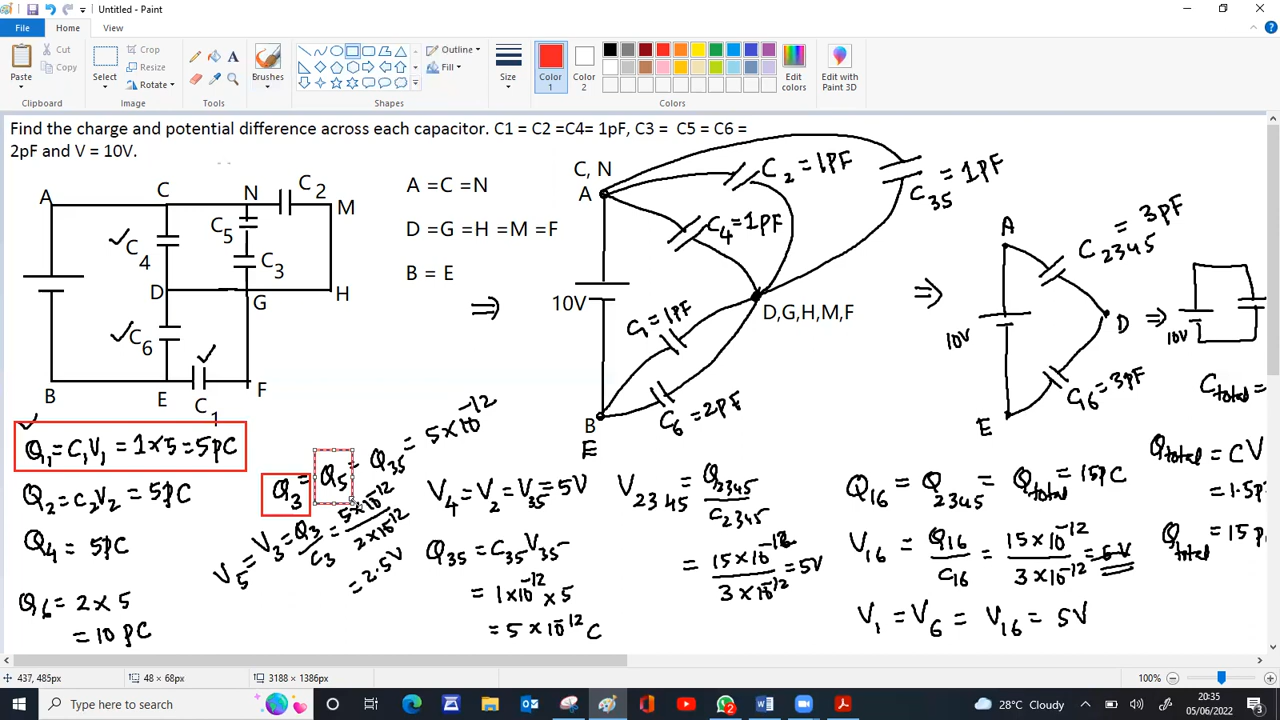 Untitled - Paint
File Home View
Paste Cut Copy Clipboard
Select Crop Resize Rotate Image
Tools
Brushes
Outline Fill Shapes
Size
Color 1 Color 2 Edit colors Colors
Edit with Paint 3D
Find the charge and potential difference across each capacitor. C1 = C2 =C4= 1pF, C3 = C5 = C6 =
2pF and V = 10V.
A C N C2 M
C5
C4 C3
D G H
C6
B E C1 F
A =C =N
D =G =H =M =F
B = E
⇒
C, N
A
C2 = 1PF
C35 = 1PF
C4 = 1PF
10V
D,G,H,M,F
C1 = 1PF
C6 = 2PF
B
E
⇒
A
C2345 = 3PF
10V
D
C16 = 3PF
E
⇒
10V
Ctotal =
Q1 = C1V1 = 1×5 = 5PC
Q2 = C2V2 = 5PC
Q4 = 5PC
Q6 = 2 × 5
= 10 PC
Q3 = Q5 = Q35 = 5×10-12
V5 = V3 = Q3/C3 = 5×10-12/2×10-12
= 2.5V
V4 = V2 = V35 = 5V
Q35 = C35V35
= 1×10-12 × 5
= 5 × 10-12 C
V2345 = Q2345/C2345
= 15×10-12/3×10-12 = 5V
Q16 = Q2345 = Qtotal = 15PC
V16 = Q16/C16 = 15×10-12/3×10-12 = 5V
V1 = V6 = V16 = 5V
Qtotal = CV
= 1.5P
Qtotal = 15 P
437, 485px 48 × 68px 3188 × 1386px 100%
Type here to search
28°C Cloudy
20:35
05/06/2022